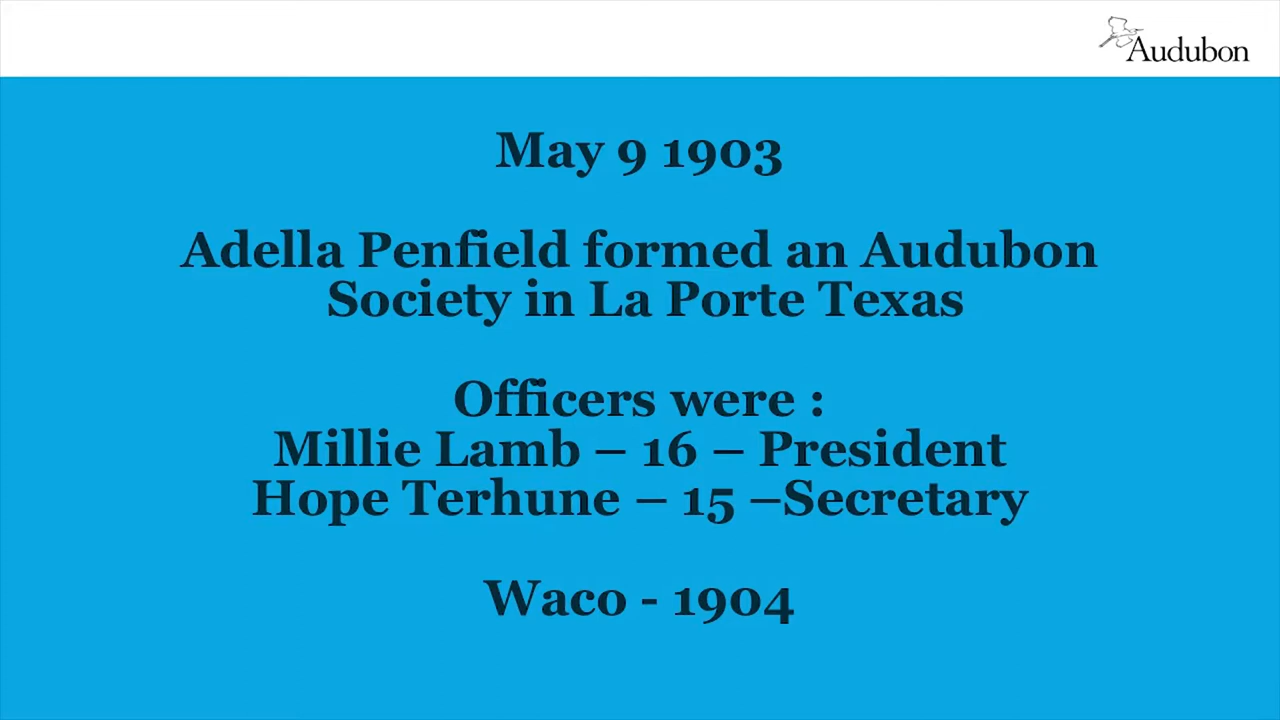 Audubon
May 9 1903
Adella Penfield formed an Audubon
Society in La Porte Texas
Officers were :
Millie Lamb – 16 – President
Hope Terhune – 15 –Secretary
Waco - 1904